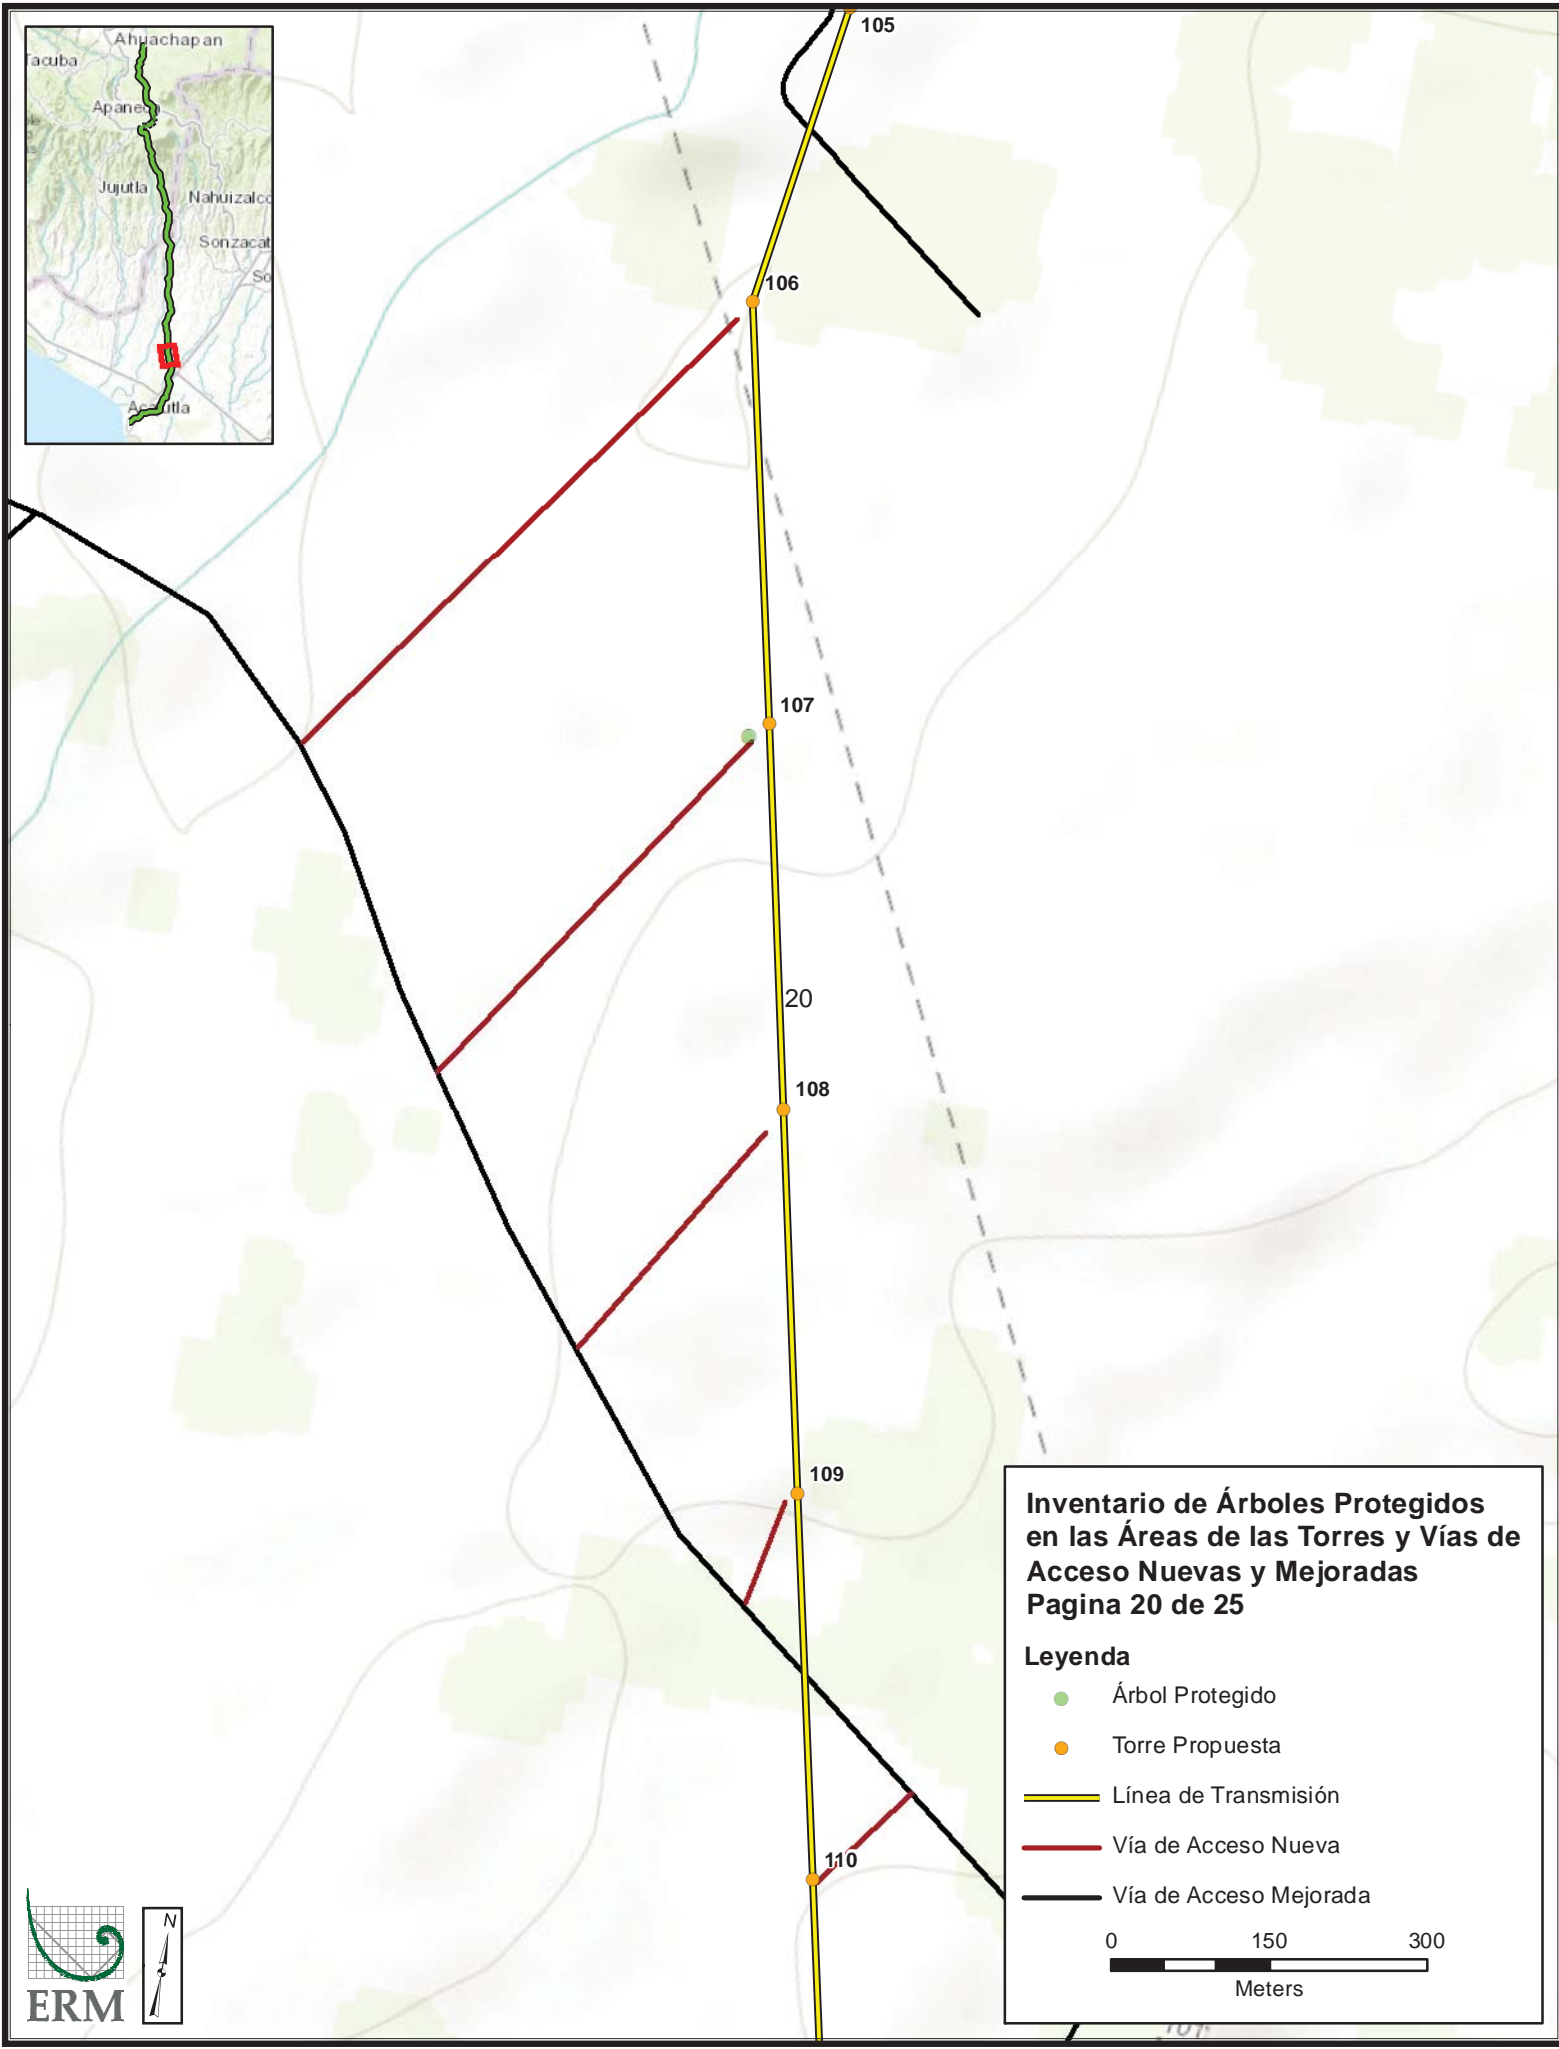 Ahuachapan
Tacuba
Jujutla
Nahuizalco
Sonzacat
So
105
106
107
20
108
109
110
Inventario de Árboles Protegidos
en las Áreas de las Torres y Vías de
Acceso Nuevas y Mejoradas
Pagina 20 de 25
Leyenda
Árbol Protegido
Torre Propuesta
Línea de Transmisión
Vía de Acceso Nueva
Vía de Acceso Mejorada
0 150 300
Meters
N
ERM